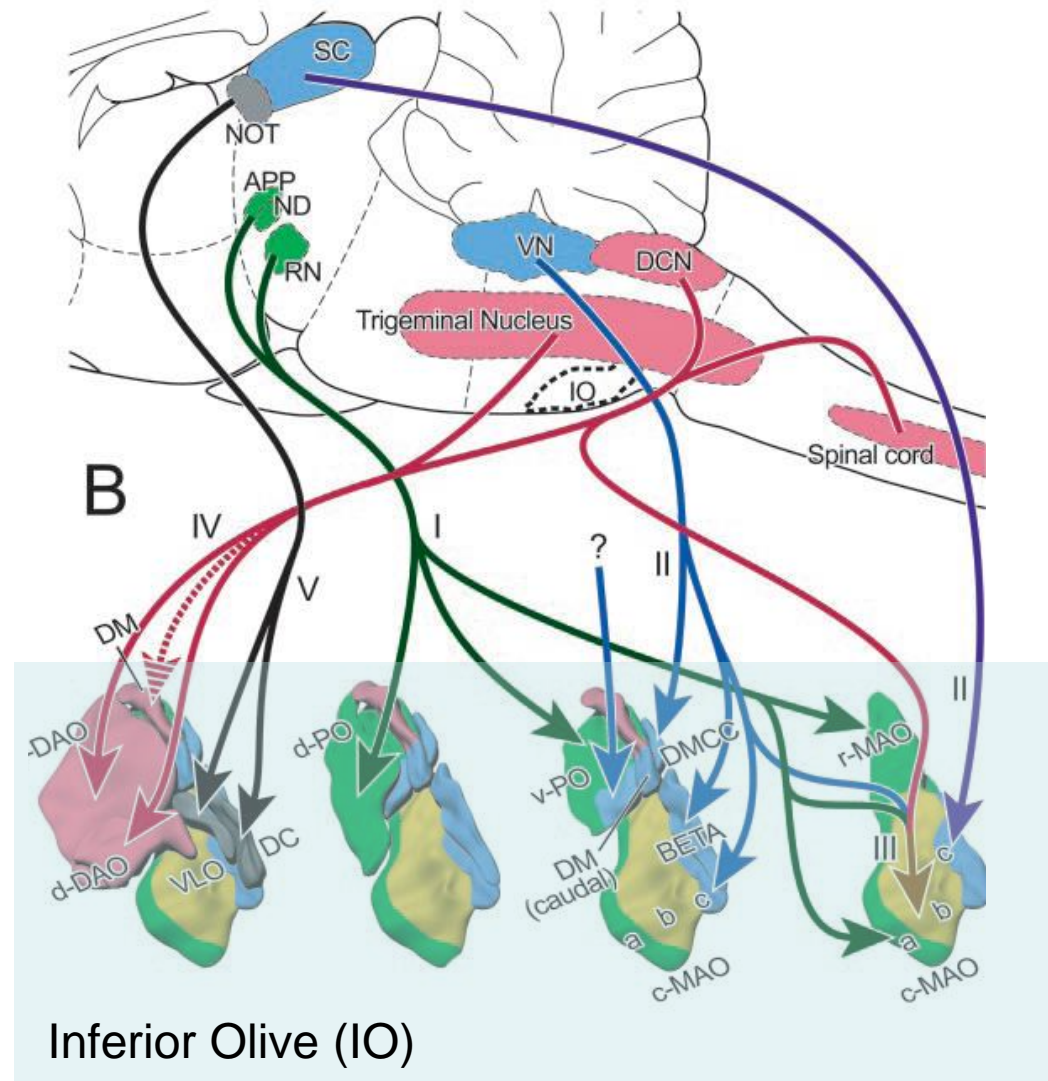 SC
NOT
APP
ND
RN
VN
DCN
Trigeminal Nucleus
IO
Spinal cord
B
IV
I
?
II
V
DM
II
-DAO
d-PO
DMCC
r-MAO
v-PO
BETA
III
c
d-DAO
VLO
DC
DM
(caudal)
a
b
c
a
b
c-MAO
c-MAO
Inferior Olive (IO)